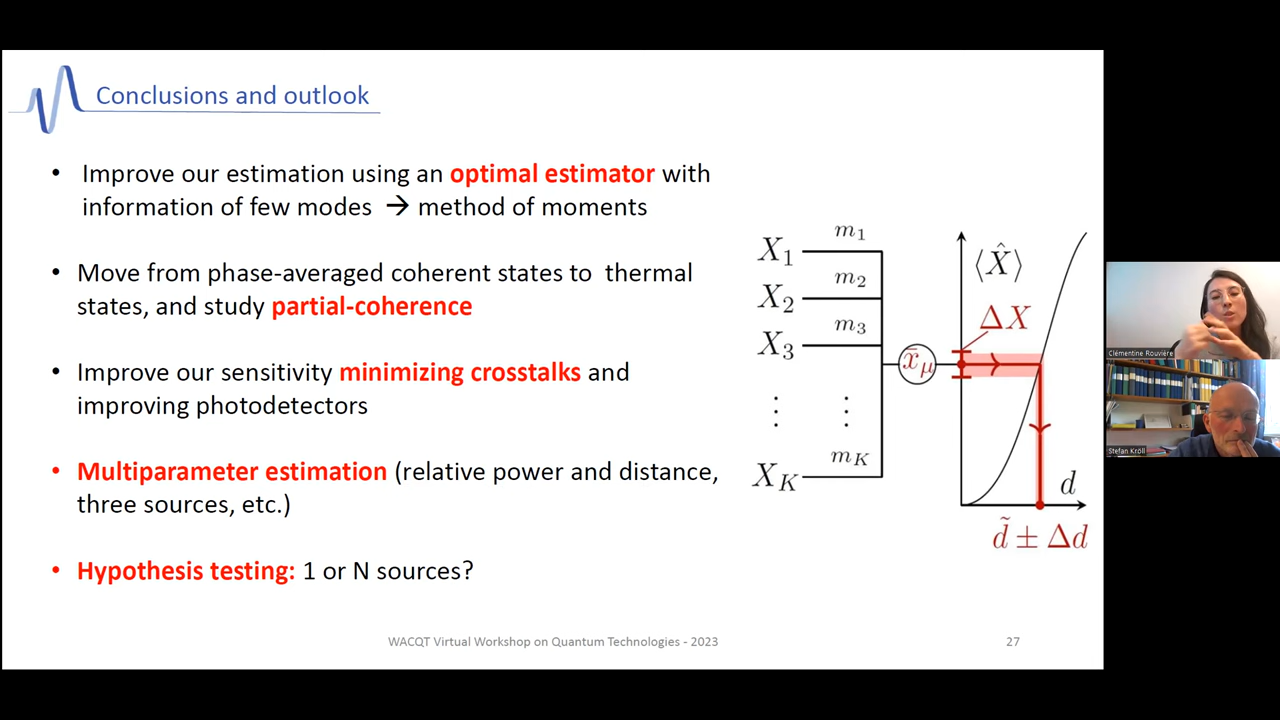 Conclusions and outlook
• Improve our estimation using an optimal estimator with
information of few modes → method of moments
• Move from phase-averaged coherent states to thermal
states, and study partial-coherence
• Improve our sensitivity minimizing crosstalks and
improving photodetectors
• Multiparameter estimation (relative power and distance,
three sources, etc.)
• Hypothesis testing: 1 or N sources?
X₁ m₁
X₂ m₂
X₃ m₃
⋮ ⋮
X_K m_K
x̄_μ
⟨X̂⟩
ΔX
d
d̃ ± Δd
WACQT Virtual Workshop on Quantum Technologies - 2023
27
Clémentine Rouvière
Stefan Kröll